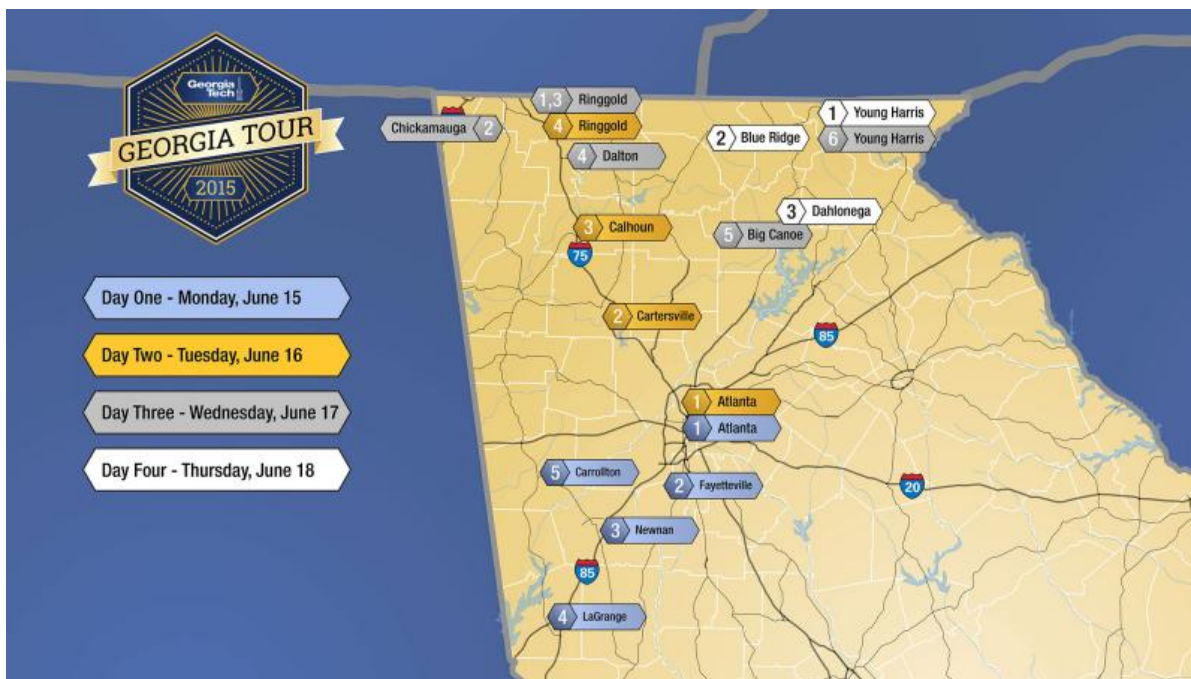 Georgia
Tech
GEORGIA TOUR
2015
Day One - Monday, June 15
Day Two - Tuesday, June 16
Day Three - Wednesday, June 17
Day Four - Thursday, June 18
1,3 Ringgold
Chickamauga 2
4 Ringgold
4 Dalton
1 Young Harris
2 Blue Ridge
6 Young Harris
3 Dahlonega
3 Calhoun
5 Big Canoe
75
2 Cartersville
85
1 Atlanta
1 Atlanta
5 Carrollton
2 Fayetteville
20
3 Newnan
85
4 LaGrange